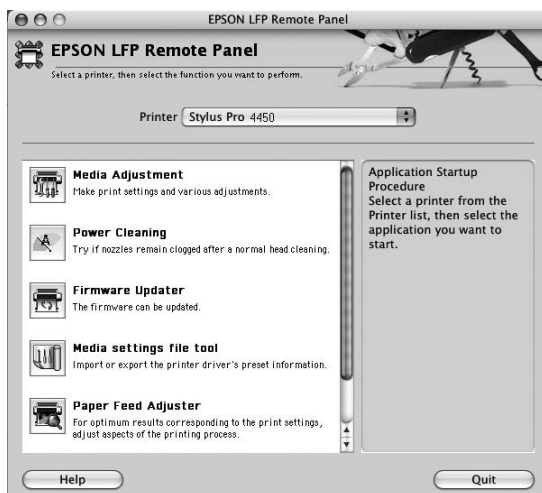 EPSON LFP Remote Panel
EPSON LFP Remote Panel
Select a printer, then select the function you want to perform.
Printer Stylus Pro 4450
Media Adjustment
Make print settings and various adjustments.
Power Cleaning
Try if nozzles remain clogged after a normal head cleaning.
Firmware Updater
The firmware can be updated.
Media settings file tool
Import or export the printer driver's preset information.
Paper Feed Adjuster
For optimum results corresponding to the print settings,
adjust aspects of the printing process.
Application Startup
Procedure
Select a printer from the
Printer list, then select the
application you want to
start.
Help
Quit